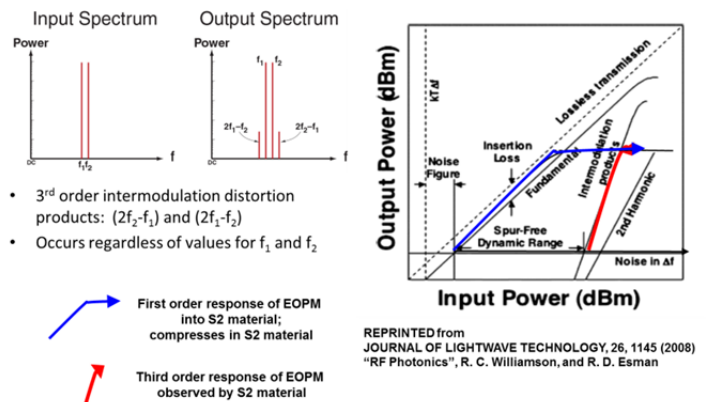 Input Spectrum
Output Spectrum
Power
Power
f₁
f₂
2f₁–f₂
2f₂–f₁
DC
f₁f₂
f
DC
f
• 3rd order intermodulation distortion
products: (2f₂-f₁) and (2f₁-f₂)
• Occurs regardless of values for f₁ and f₂
First order response of EOPM
into S2 material;
compresses in S2 material
Third order response of EOPM
observed by S2 material
Output Power (dBm)
kT Δf
Lossless transmission
Noise
Figure
Insertion
Loss
Fundamental
Intermodulation
products
2nd Harmonic
Spur-Free
Dynamic Range
Noise in Δf
Input Power (dBm)
REPRINTED from
JOURNAL OF LIGHTWAVE TECHNOLOGY, 26, 1145 (2008)
“RF Photonics”, R. C. Williamson, and R. D. Esman